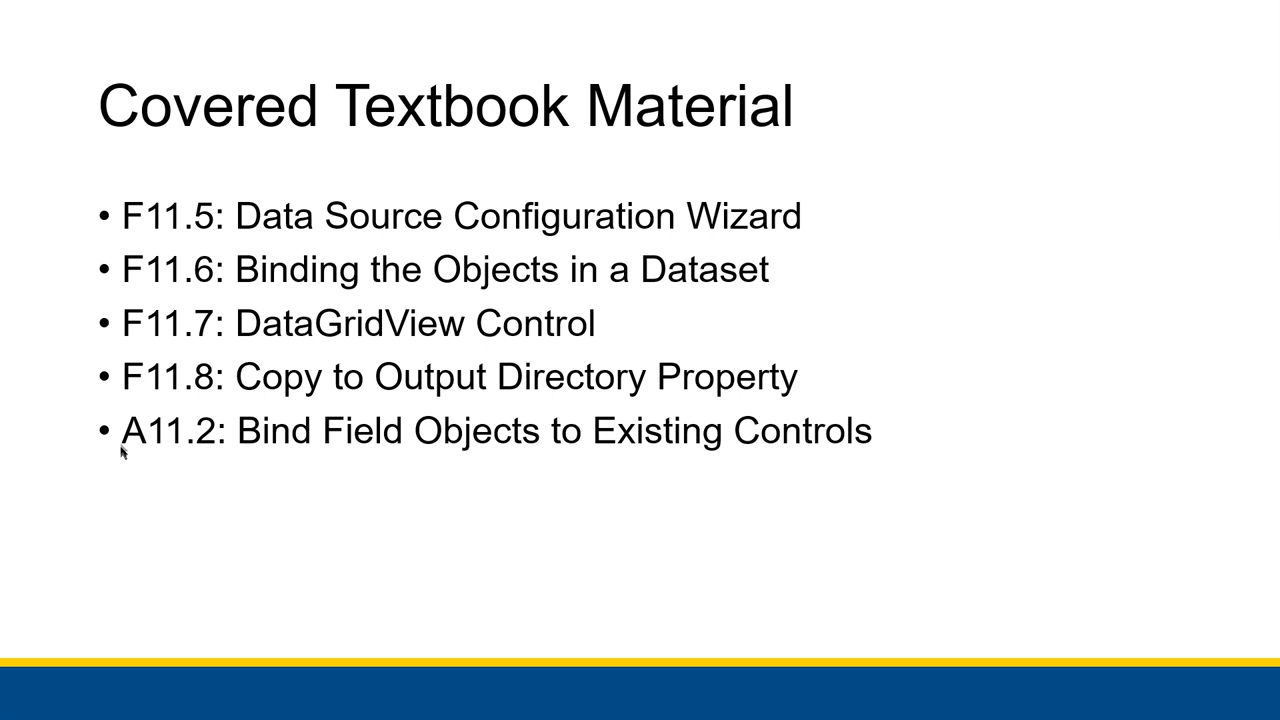 Covered Textbook Material
• F11.5: Data Source Configuration Wizard
• F11.6: Binding the Objects in a Dataset
• F11.7: DataGridView Control
• F11.8: Copy to Output Directory Property
• A11.2: Bind Field Objects to Existing Controls